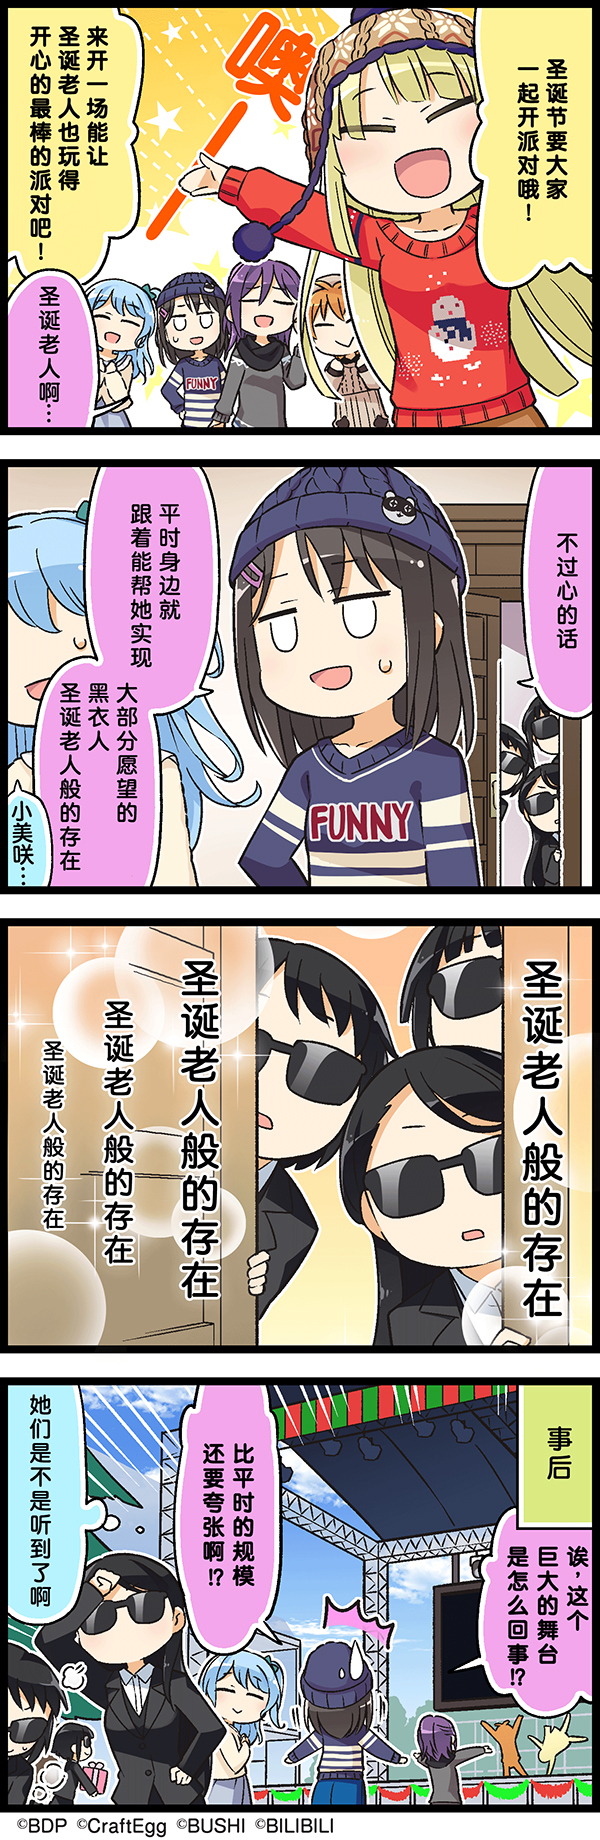 圣诞节要大家
一起开派对哦！
噢——
来开一场能让
圣诞老人也玩得
开心的最棒的派对吧！
圣诞老人啊…
FUNNY
不过心的话
平时身边就
跟着能帮她实现
大部分愿望的
黑衣人
圣诞老人般的存在
小美咲…
FUNNY
圣诞老人般的存在
圣诞老人般的存在
圣诞老人般的存在
圣诞老人般的存在
事后
诶，这个
巨大的舞台
是怎么回事!?
比平时的规模
还要夸张啊!?
她们是不是听到了啊
©BDP ©CraftEgg ©BUSHI ©BILIBILI